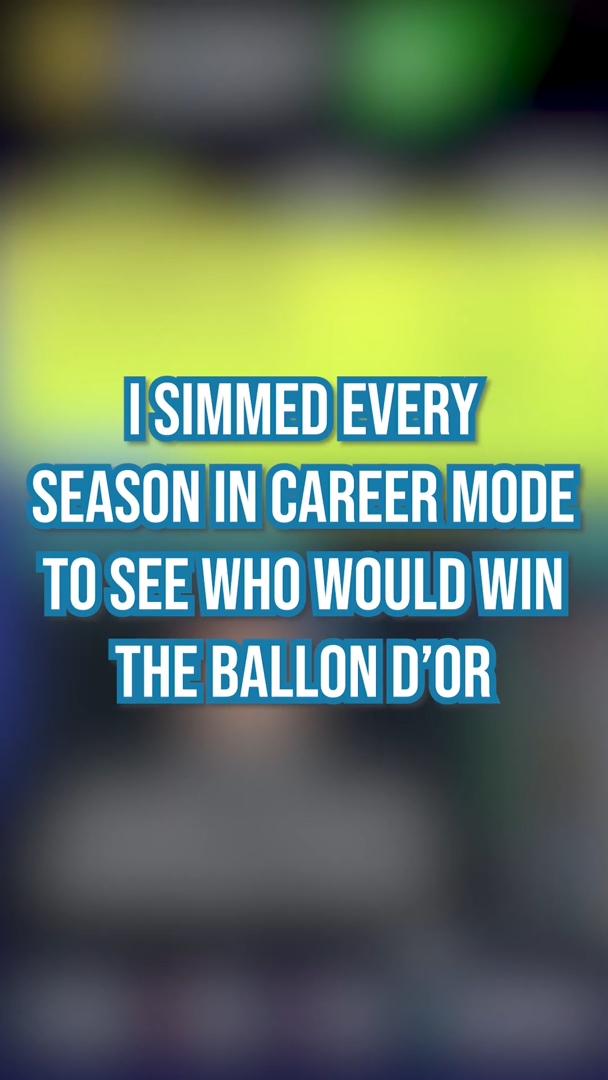 I SIMMED EVERY
SEASON IN CAREER MODE
TO SEE WHO WOULD WIN
THE BALLON D’OR